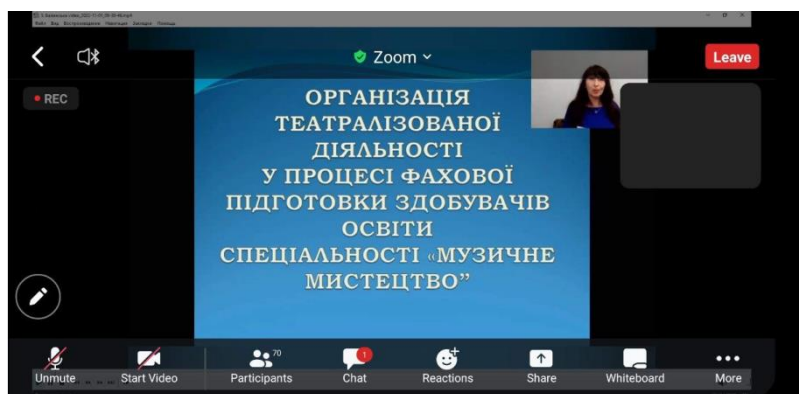 Zoom
Leave
REC
ОРГАНІЗАЦІЯ
ТЕАТРАЛІЗОВАНОЇ
ДІЯЛЬНОСТІ
У ПРОЦЕСІ ФАХОВОЇ
ПІДГОТОВКИ ЗДОБУВАЧІВ
ОСВІТИ
СПЕЦІАЛЬНОСТІ «МУЗИЧНЕ
МИСТЕЦТВО”
70
1
Unmute Start Video Participants Chat Reactions Share Whiteboard More